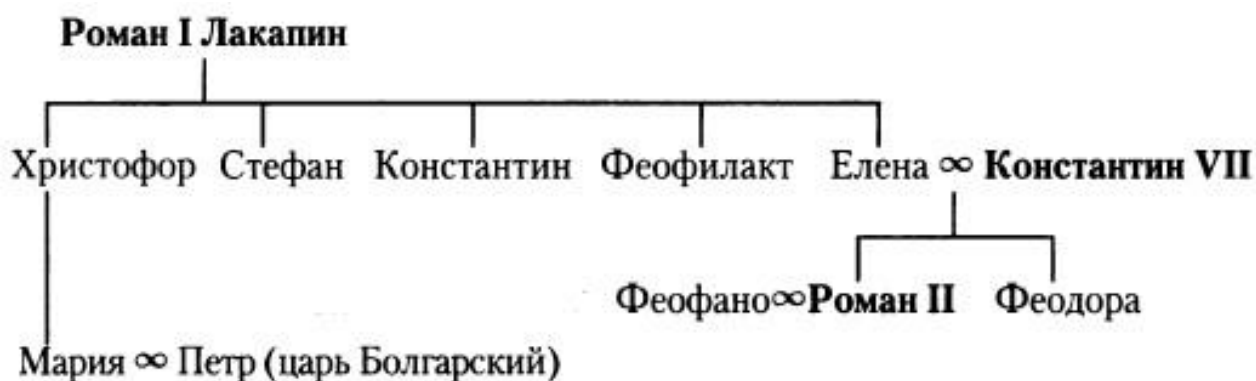 Роман I Лакапин
Христофор Стефан Константин Феофилакт Елена ∞ Константин VII
Феофано∞Роман II Феодора
Мария ∞ Петр (царь Болгарский)